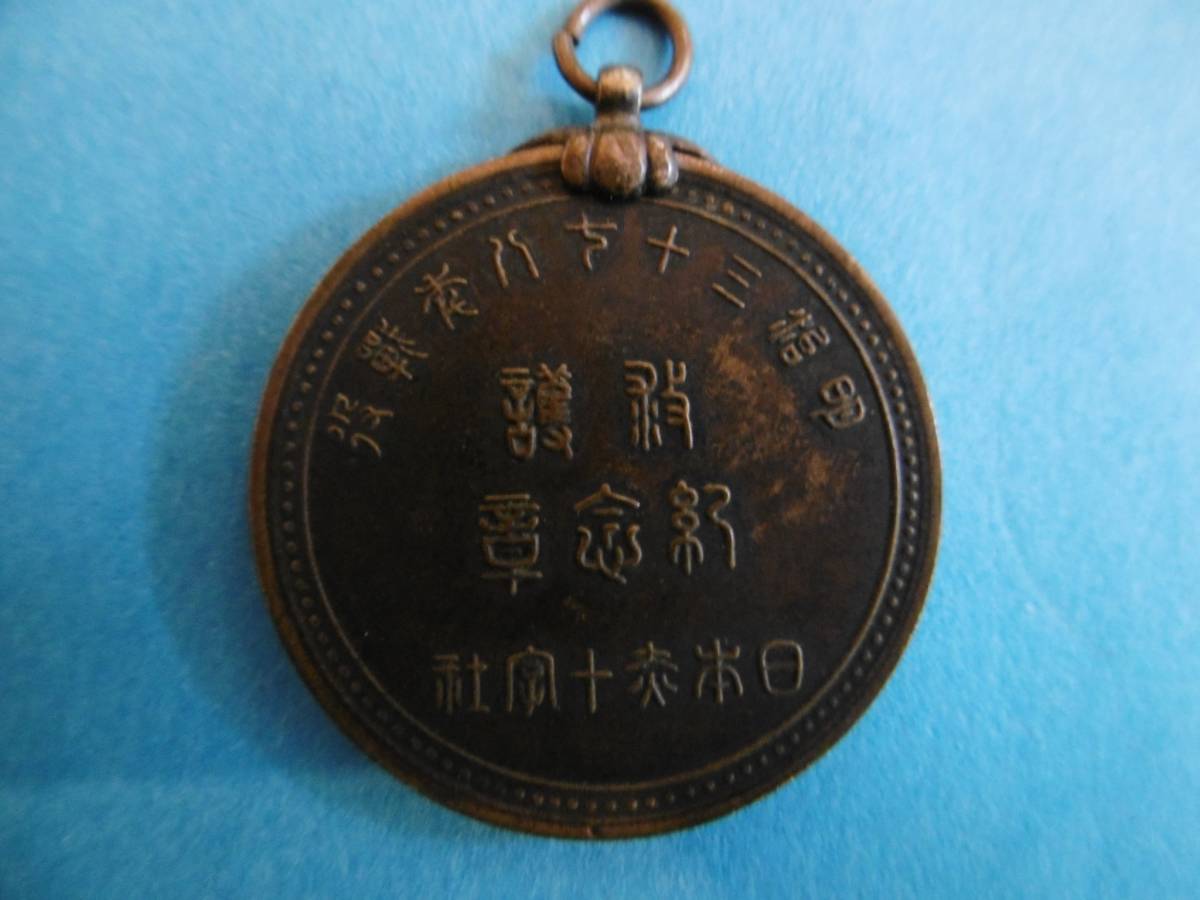 明治三十七八年戰役
救護
紀念章
日本赤十字社